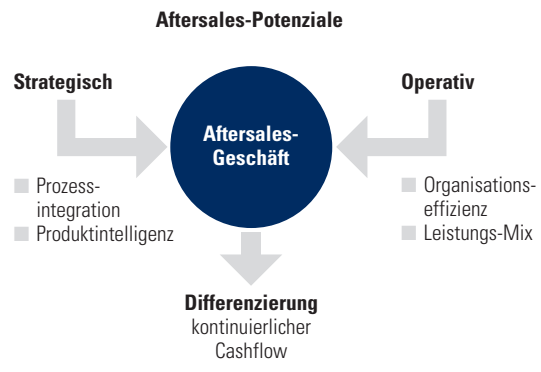 Aftersales-Potenziale
Strategisch
Operativ
Aftersales-
Geschäft
Prozess-
integration
Produktintelligenz
Organisations-
effizienz
Leistungs-Mix
Differenzierung
kontinuierlicher
Cashflow